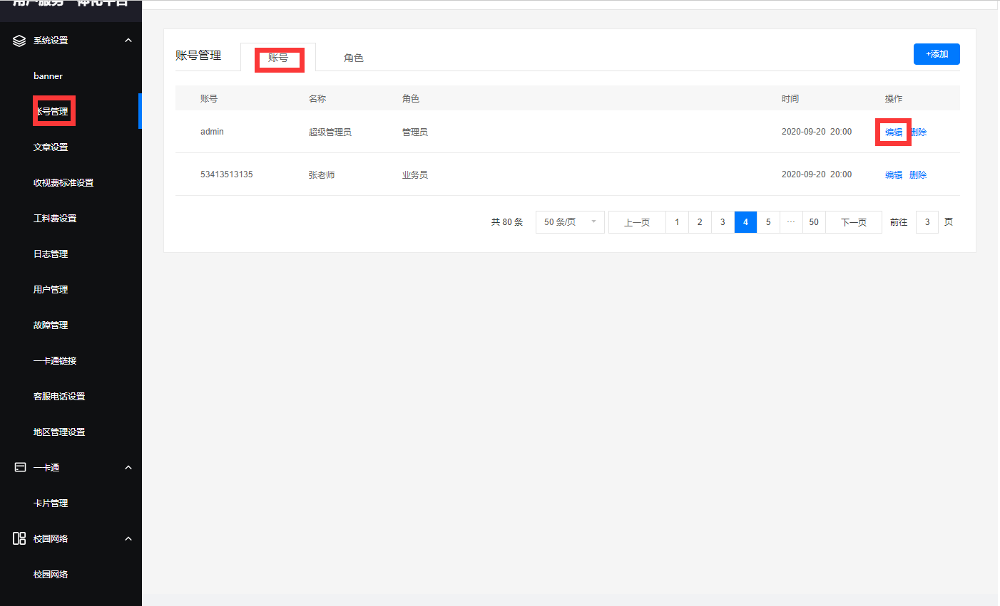 用户服务一体化平台
系统设置
banner
账号管理
文章设置
收视费标准设置
工料费设置
日志管理
用户管理
故障管理
一卡通链接
客服电话设置
地区管理设置
一卡通
卡片管理
校园网络
校园网络
账号管理 账号 角色 +添加
账号 名称 角色 时间 操作
admin 超级管理员 管理员 2020-09-20 20:00 编辑 删除
53413513135 张老师 业务员 2020-09-20 20:00 编辑 删除
共 80 条 50 条/页 上一页 1 2 3 4 5 ··· 50 下一页 前往 3 页